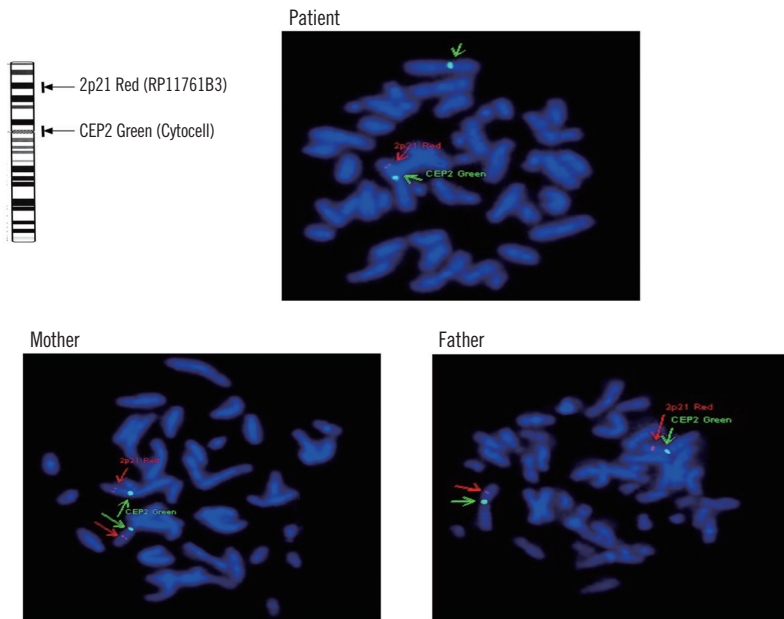 Patient
2p21 Red (RP11761B3)
CEP2 Green (Cytocell)
2p21 Red
CEP2 Green
Mother
2p21 Red
CEP2 Green
Father
2p21 Red
CEP2 Green